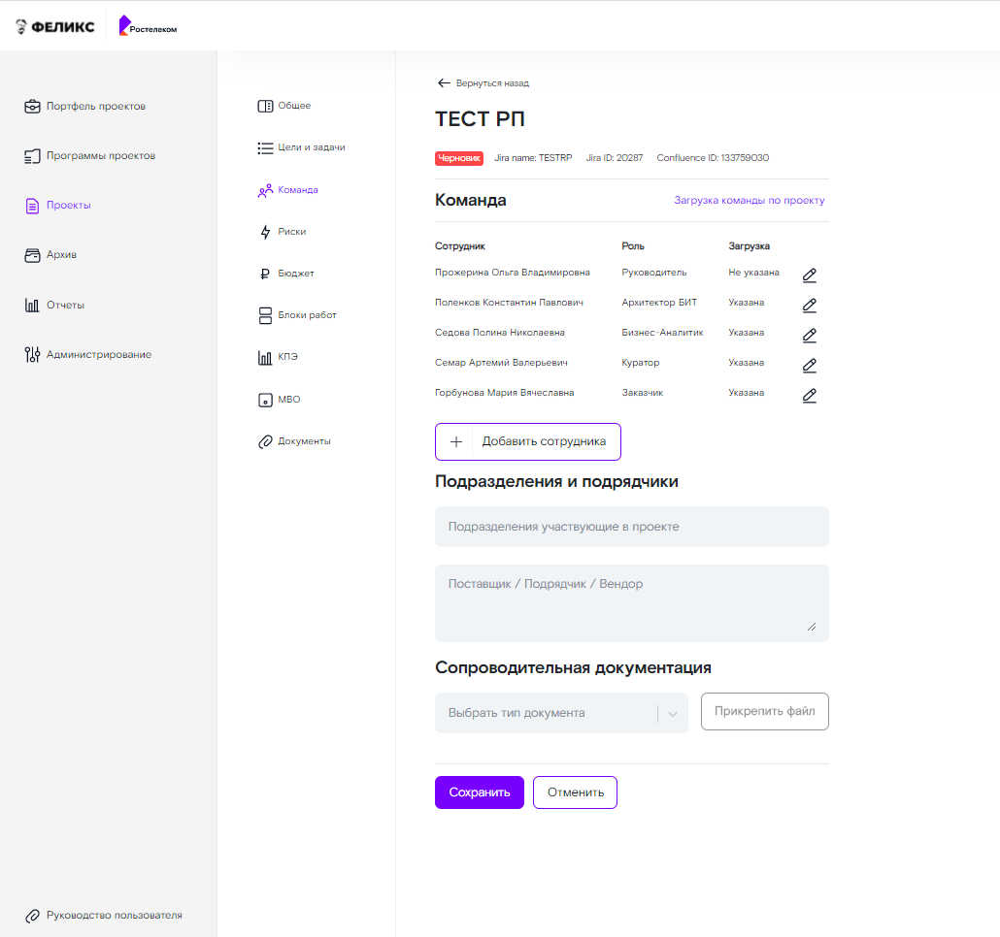 ФЕЛИКС
Ростелеком
Портфель проектов
Программы проектов
Проекты
Архив
Отчеты
Администрирование
Руководство пользователя
Общее
Цели и задачи
Команда
Риски
Бюджет
Блоки работ
КПЭ
МВО
Документы
Вернуться назад
ТЕСТ РП
Черновик Jira name: TESTRP Jira ID: 20287 Confluence ID: 133759030
Команда Загрузка команды по проекту
Сотрудник Роль Загрузка
Прожерина Ольга Владимировна Руководитель Не указана
Поленков Константин Павлович Архитектор БИТ Указана
Седова Полина Николаевна Бизнес-Аналитик Указана
Семар Артемий Валерьевич Куратор Указана
Горбунова Мария Вячеславна Заказчик Указана
Добавить сотрудника
Подразделения и подрядчики
Подразделения участвующие в проекте
Поставщик / Подрядчик / Вендор
Сопроводительная документация
Выбрать тип документа Прикрепить файл
Сохранить Отменить